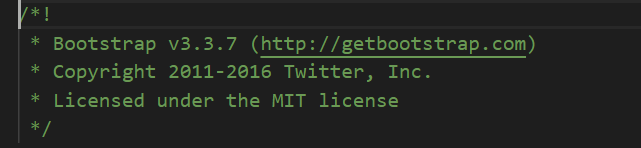 /*!
 * Bootstrap v3.3.7 (http://getbootstrap.com)
 * Copyright 2011-2016 Twitter, Inc.
 * Licensed under the MIT license
 */